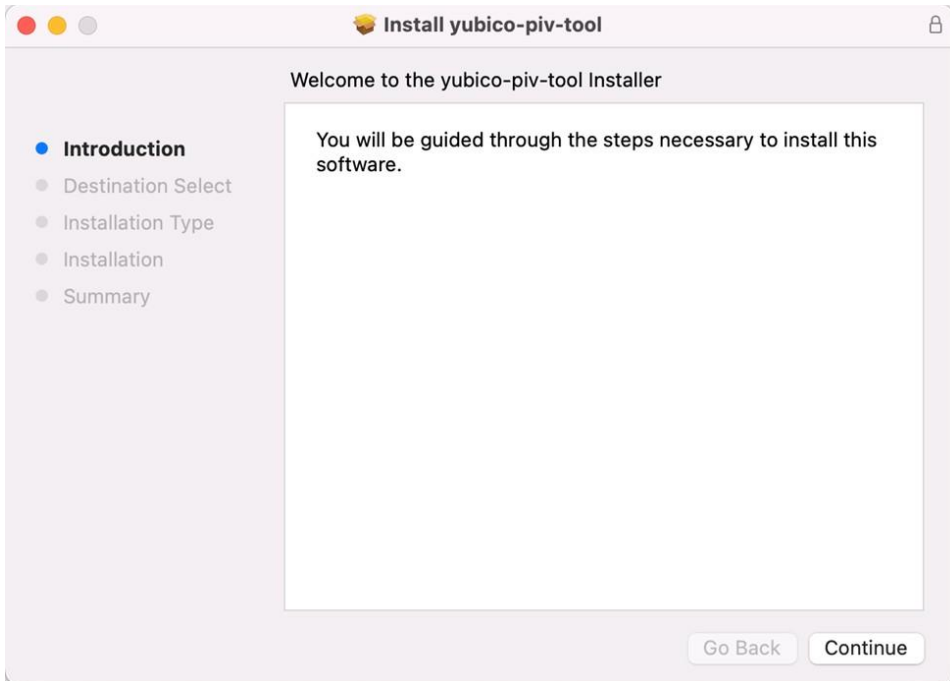 Install yubico-piv-tool
Welcome to the yubico-piv-tool Installer
Introduction
Destination Select
Installation Type
Installation
Summary
You will be guided through the steps necessary to install this
software.
Go Back
Continue